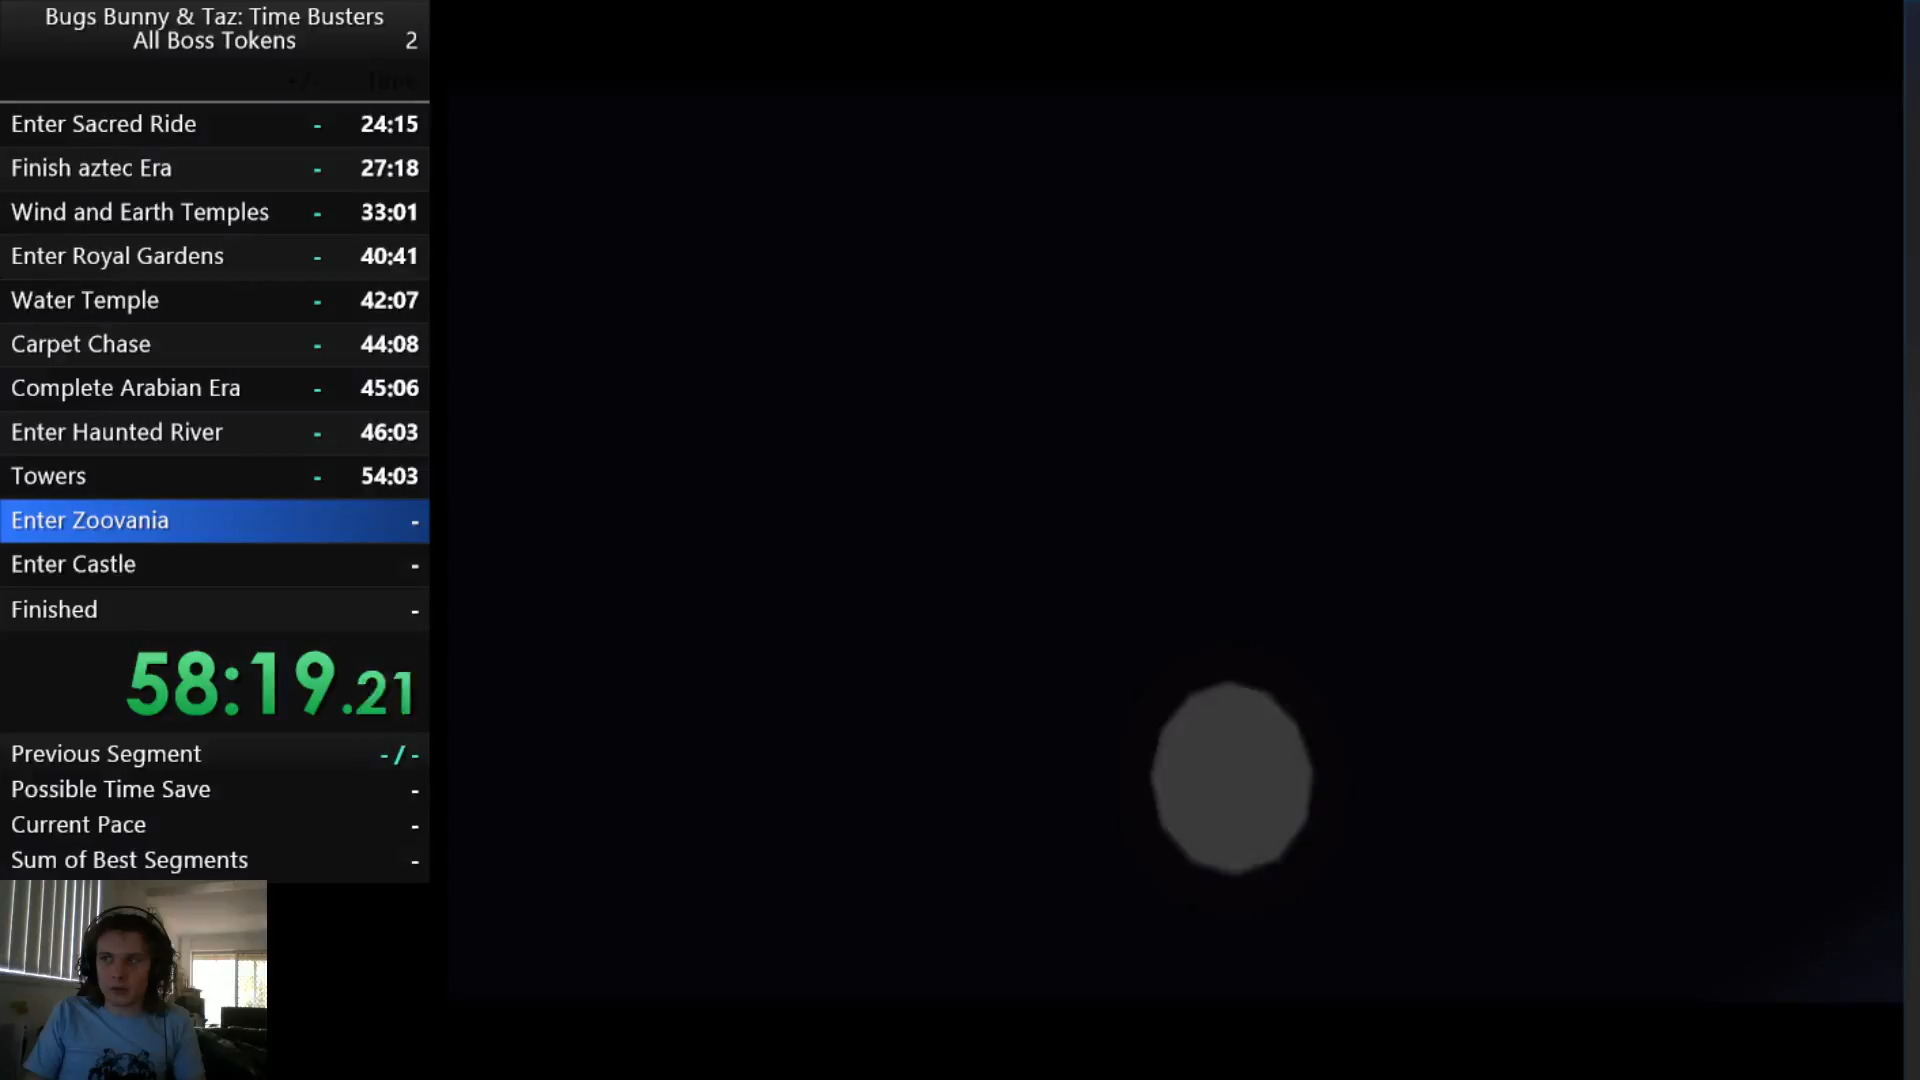 Bugs Bunny & Taz: Time Busters
All Boss Tokens 2
+/- Time
Enter Sacred Ride - 24:15
Finish aztec Era - 27:18
Wind and Earth Temples - 33:01
Enter Royal Gardens - 40:41
Water Temple - 42:07
Carpet Chase - 44:08
Complete Arabian Era - 45:06
Enter Haunted River - 46:03
Towers - 54:03
Enter Zoovania -
Enter Castle -
Finished -
58:19.21
Previous Segment - / -
Possible Time Save -
Current Pace -
Sum of Best Segments -